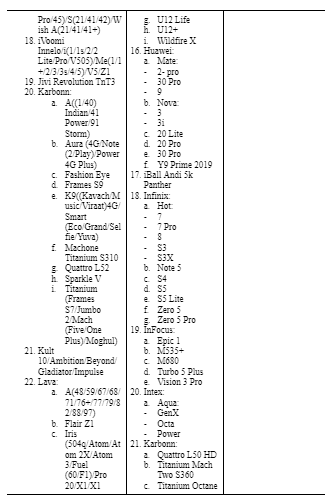 Pro/45)/S(21/41/42)/W
ish A(21/41/41+)
18. iVoomi
Innelo/i(1/1s/2/2
Lite/Pro/V505)/Me(1/1
+/2/3/3s/4/5)/V5/Z1
19. Jivi Revolution TnT3
20. Karbonn:
a. A((1/40)
Indian/41
Power/91
Storm)
b. Aura (4G/Note
(2/Play)/Power
4G Plus)
c. Fashion Eye
d. Frames S9
e. K9((Kavach/M
usic/Viraat)4G/
Smart
(Eco/Grand/Sel
fie/Yuva)
f. Machone
Titanium S310
g. Quattro L52
h. Sparkle V
i. Titanium
(Frames
S7/Jumbo
2/Mach
(Five/One
Plus)/Moghul)
21. Kult
10/Ambition/Beyond/
Gladiator/Impulse
22. Lava:
a. A(48/59/67/68/
71/76+/77/79/8
2/88/97)
b. Flair Z1
c. Iris
(504q/Atom/At
om 2X/Atom
3/Fuel
(60/F1)/Pro
20/X1/X1
g. U12 Life
h. U12+
i. Wildfire X
16. Huawei:
a. Mate:
- 2- pro
- 30 Pro
- 9
b. Nova:
- 3
- 3i
c. 20 Lite
d. 20 Pro
e. 30 Pro
f. Y9 Prime 2019
17. iBall Andi 5k
Panther
18. Infinix:
a. Hot:
- 7
- 7 Pro
- 8
- S3
- S3X
b. Note 5
c. S4
d. S5
e. S5 Lite
f. Zero 5
g. Zero 5 Pro
19. InFocus:
a. Epic 1
b. M535+
c. M680
d. Turbo 5 Plus
e. Vision 3 Pro
20. Intex:
a. Aqua:
- GenX
- Octa
- Power
21. Karbonn:
a. Quattro L50 HD
b. Titanium Mach
Two S360
c. Titanium Octane